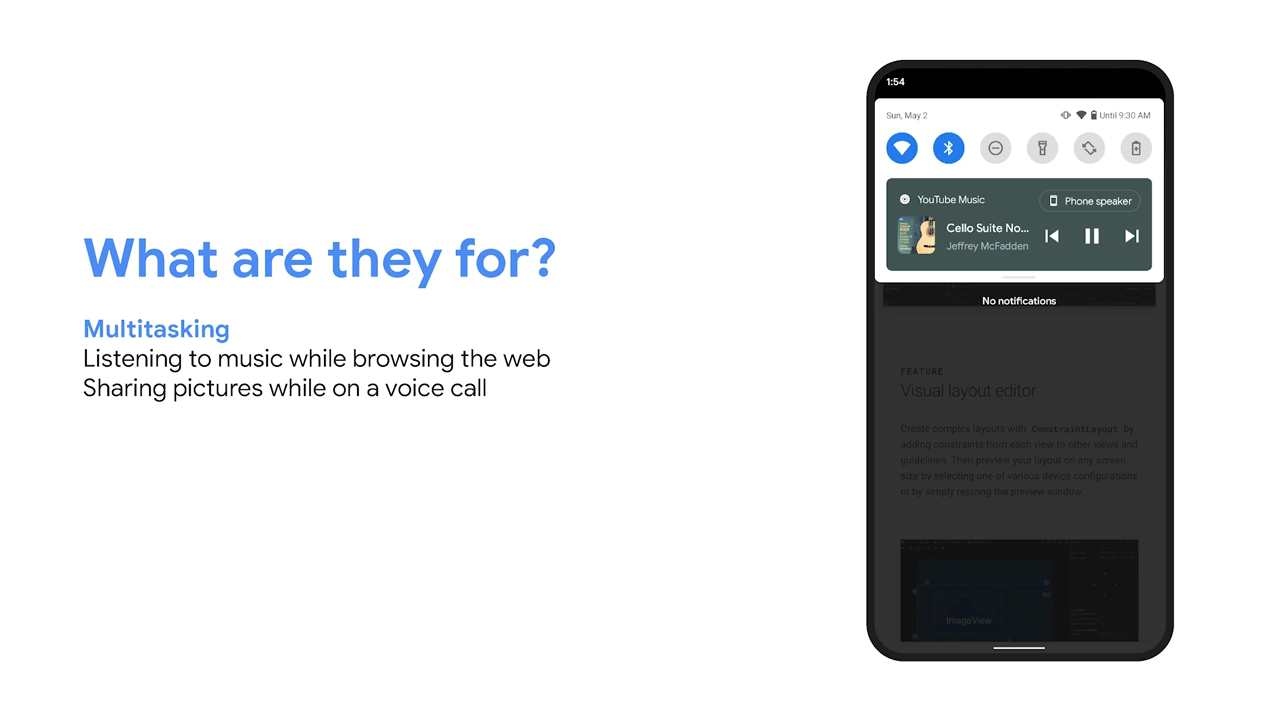 What are they for?
Multitasking
Listening to music while browsing the web
Sharing pictures while on a voice call
1:54
Sun, May 2
Until 9:30 AM
YouTube Music
Phone speaker
Cello Suite No...
Jeffrey McFadden
No notifications
FEATURE
Visual layout editor
Create complex layouts with ConstraintLayout by
adding constraints from each view to other views and
guidelines. Then preview your layout on any screen
size by selecting one of various device configurations
or by simply resizing the preview window.
ImageView